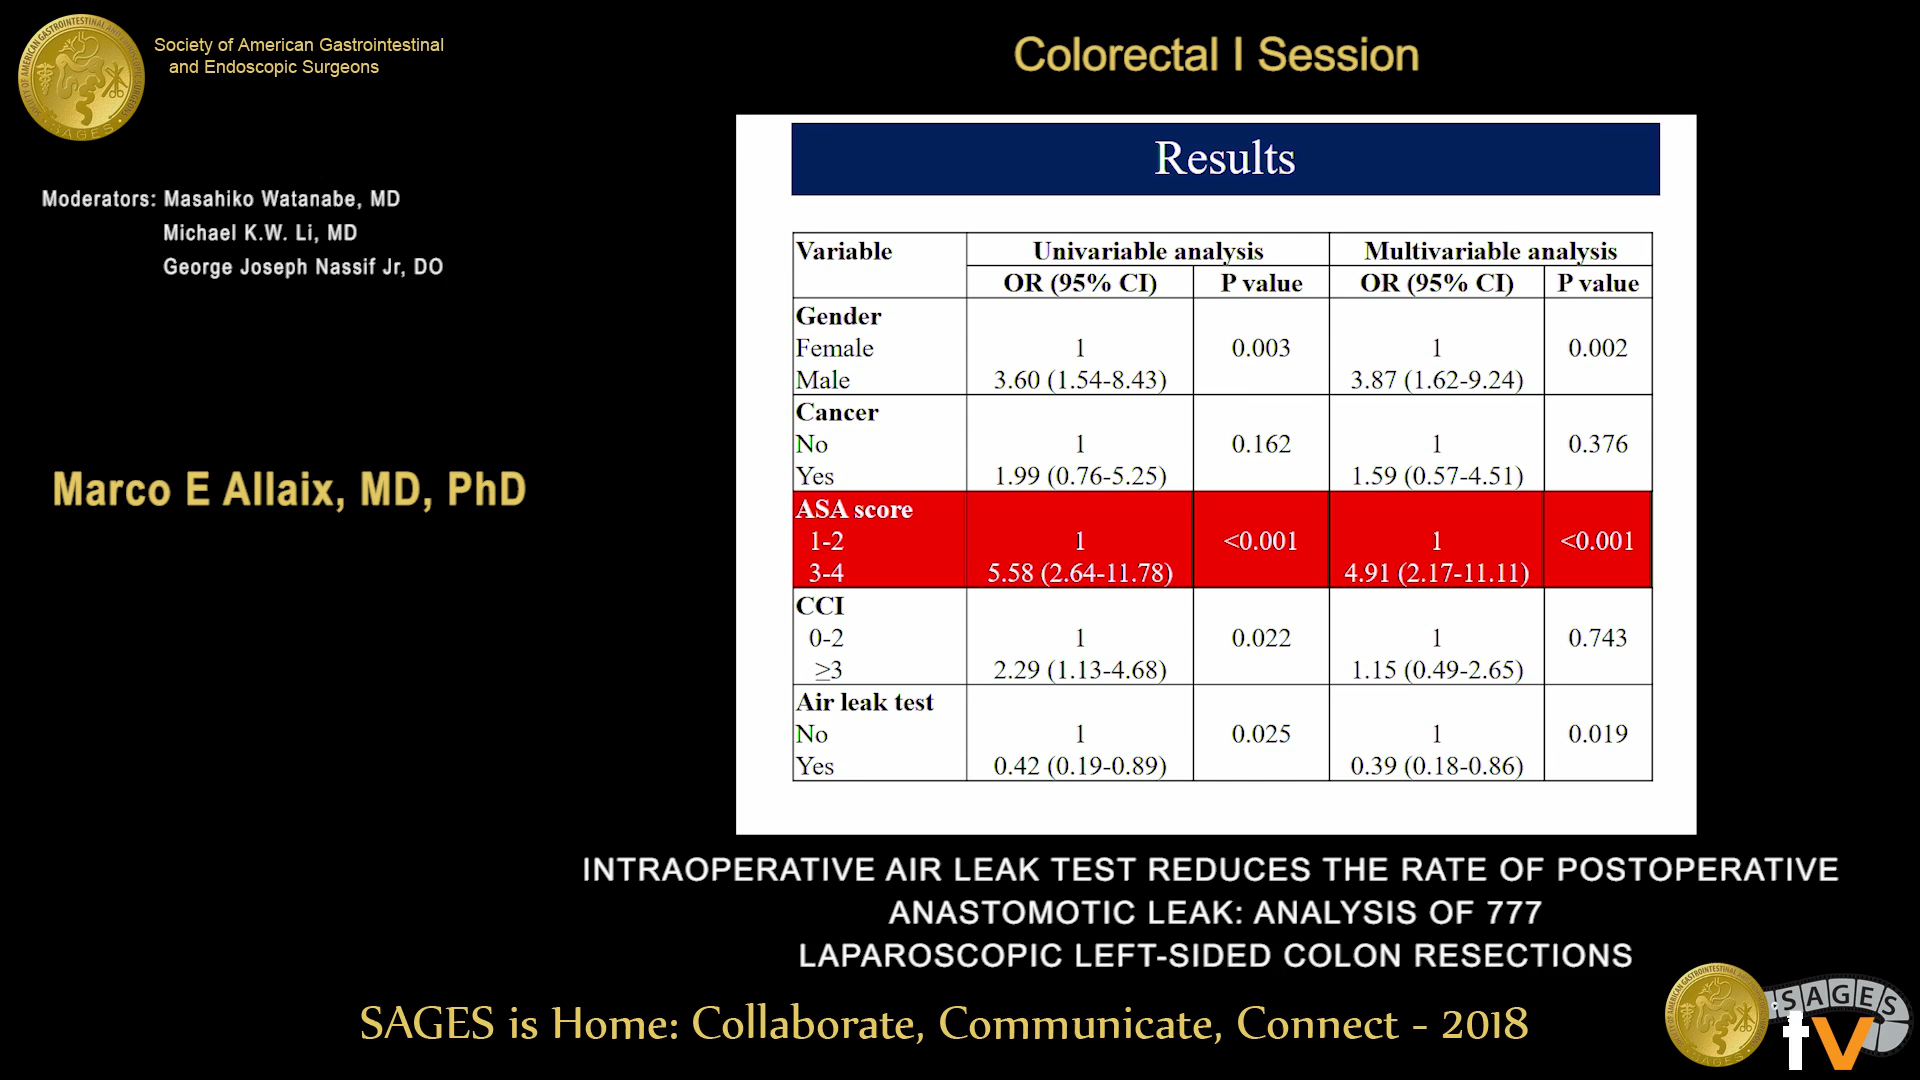 Society of American Gastrointestinal
and Endoscopic Surgeons
Colorectal I Session
Moderators: Masahiko Watanabe, MD
Michael K.W. Li, MD
George Joseph Nassif Jr, DO
Marco E Allaix, MD, PhD
Results
Variable Univariable analysis Multivariable analysis
OR (95% CI) P value OR (95% CI) P value
Gender
Female 1 0.003 1 0.002
Male 3.60 (1.54-8.43) 3.87 (1.62-9.24)
Cancer
No 1 0.162 1 0.376
Yes 1.99 (0.76-5.25) 1.59 (0.57-4.51)
ASA score
1-2 1 <0.001 1 <0.001
3-4 5.58 (2.64-11.78) 4.91 (2.17-11.11)
CCI
0-2 1 0.022 1 0.743
≥3 2.29 (1.13-4.68) 1.15 (0.49-2.65)
Air leak test
No 1 0.025 1 0.019
Yes 0.42 (0.19-0.89) 0.39 (0.18-0.86)
INTRAOPERATIVE AIR LEAK TEST REDUCES THE RATE OF POSTOPERATIVE
ANASTOMOTIC LEAK: ANALYSIS OF 777
LAPAROSCOPIC LEFT-SIDED COLON RESECTIONS
SAGES is Home: Collaborate, Communicate, Connect - 2018
SAGES
tv